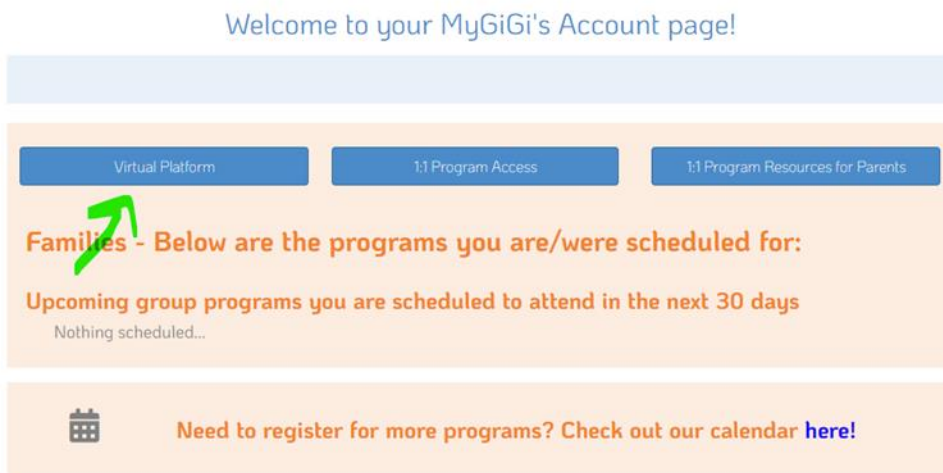 Welcome to your MyGiGi's Account page!
Virtual Platform
1:1 Program Access
1:1 Program Resources for Parents
Families - Below are the programs you are/were scheduled for:
Upcoming group programs you are scheduled to attend in the next 30 days
Nothing scheduled...
Need to register for more programs? Check out our calendar here!